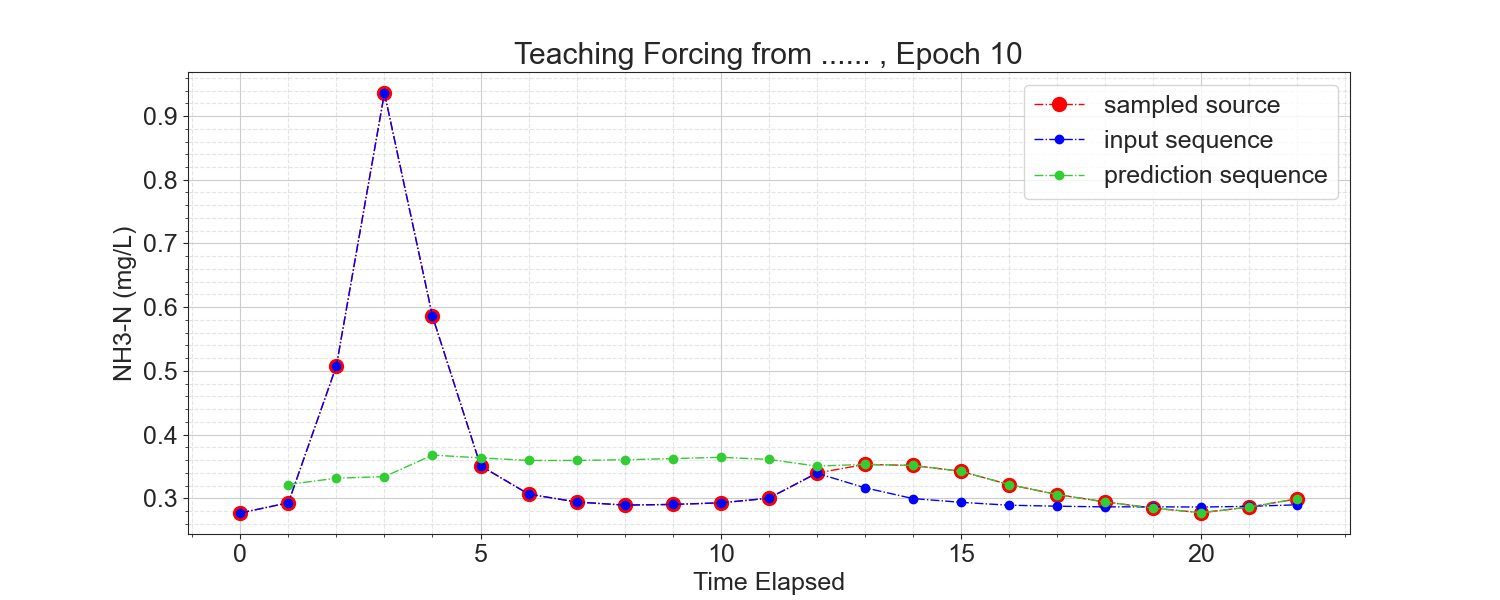 Teaching Forcing from ...... , Epoch 10
sampled source
input sequence
prediction sequence
NH3-N (mg/L)
0.9
0.8
0.7
0.6
0.5
0.4
0.3
0 5 10 15 20
Time Elapsed